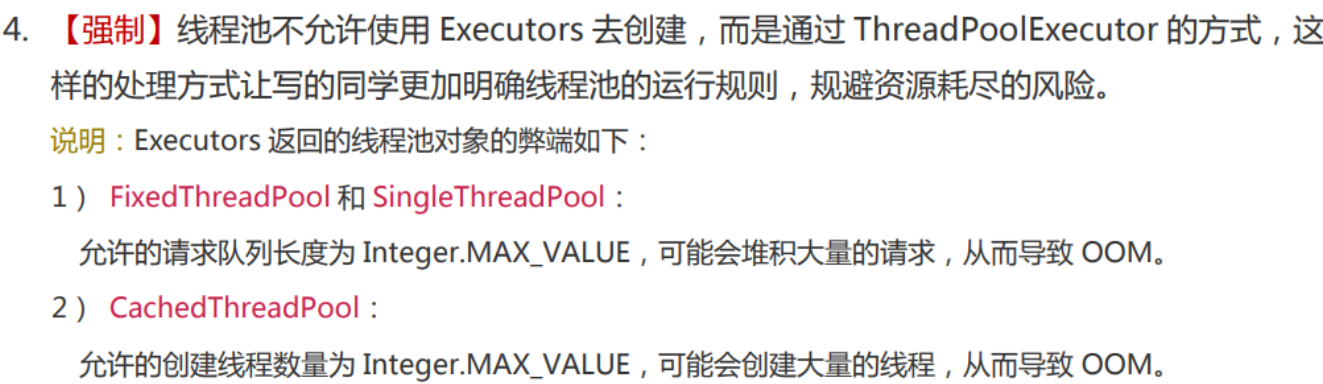 4. 【强制】线程池不允许使用 Executors 去创建，而是通过 ThreadPoolExecutor 的方式，这
样的处理方式让写的同学更加明确线程池的运行规则，规避资源耗尽的风险。
说明：Executors 返回的线程池对象的弊端如下：
1） FixedThreadPool 和 SingleThreadPool：
允许的请求队列长度为 Integer.MAX_VALUE，可能会堆积大量的请求，从而导致 OOM。
2） CachedThreadPool：
允许的创建线程数量为 Integer.MAX_VALUE，可能会创建大量的线程，从而导致 OOM。